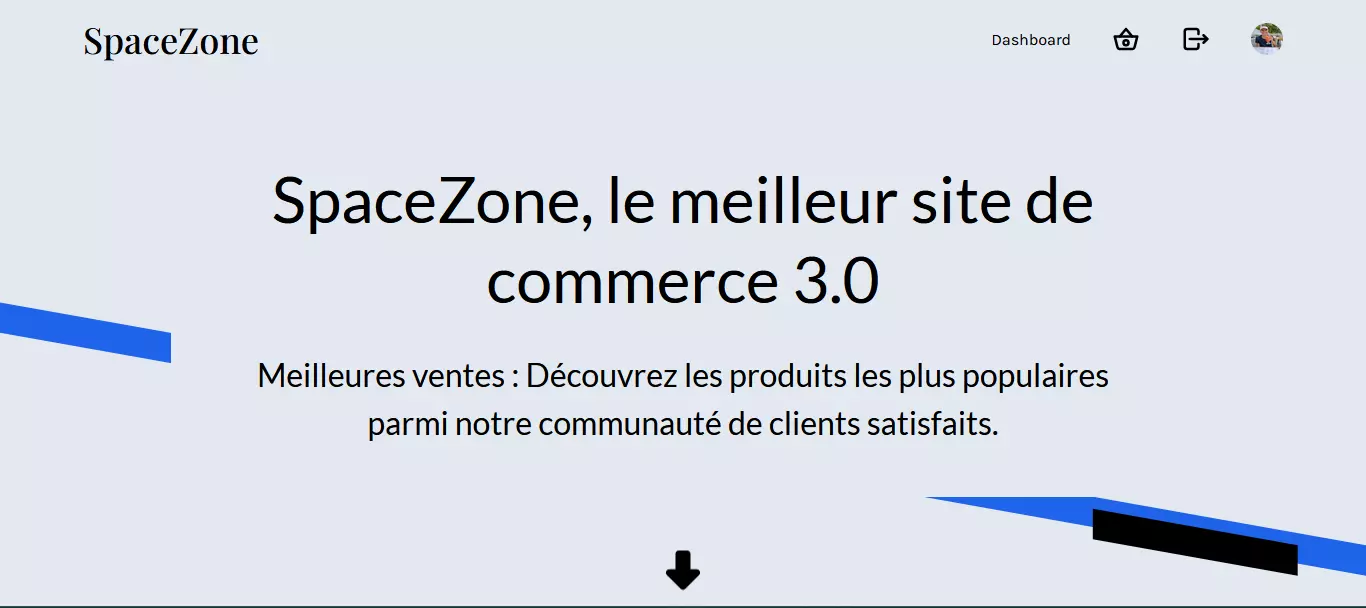 SpaceZone
Dashboard
SpaceZone, le meilleur site de
commerce 3.0
Meilleures ventes : Découvrez les produits les plus populaires
parmi notre communauté de clients satisfaits.